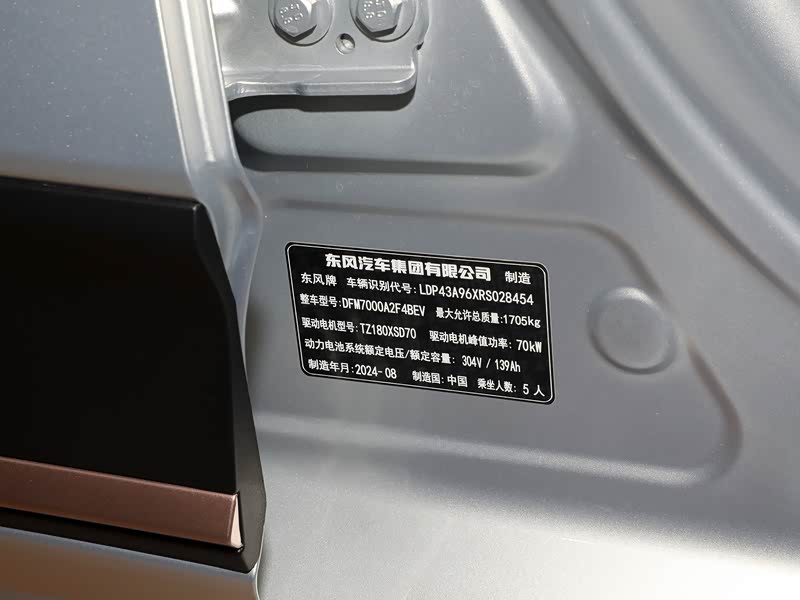 东风汽车集团有限公司 制造
东风牌 车辆识别代号:LDP43A96XRS028454
整车型号:DFM7000A2F4BEV 最大允许总质量:1705kg
驱动电机型号:TZ180XSD70 驱动电机峰值功率:70kW
动力电池系统额定电压/额定容量: 304V / 139Ah
制造年月:2024-08 制造国:中国 乘坐人数:5 人